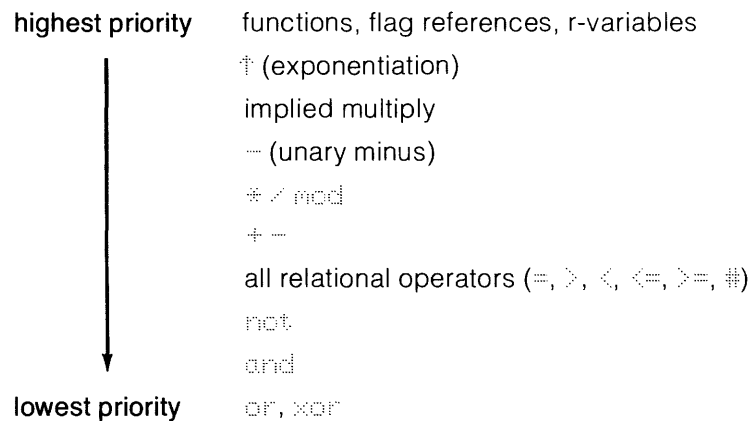 highest priority functions, flag references, r-variables
↑ (exponentiation)
implied multiply
− (unary minus)
* / mod
+ −
all relational operators (=, >, <, <=, >=, #)
not
and
lowest priority or, xor